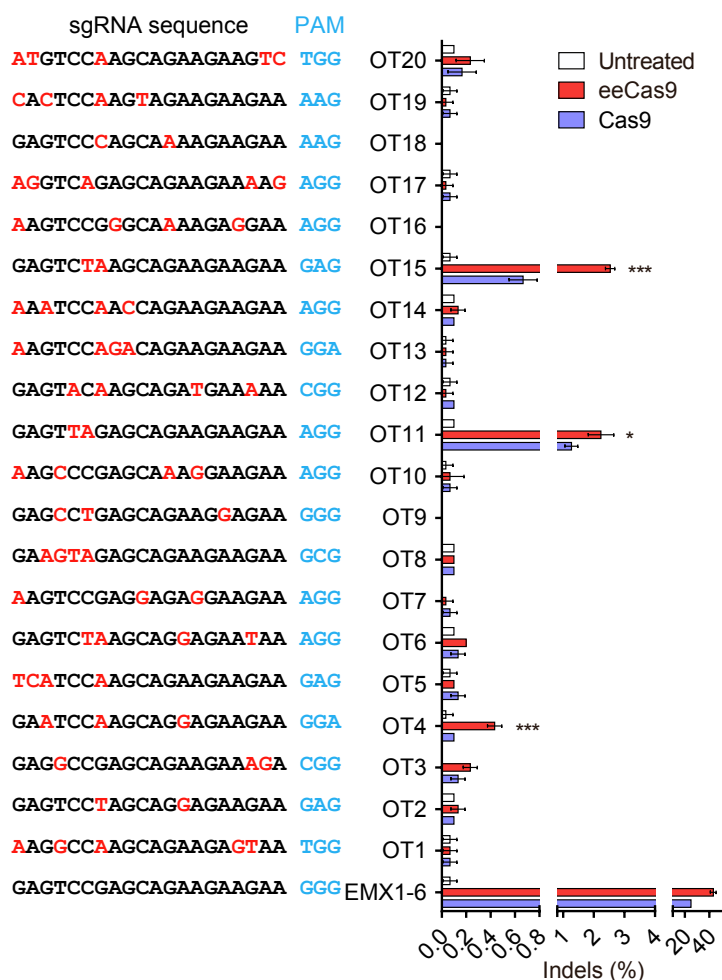 sgRNA sequence PAM
Untreated
eeCas9
Cas9
ATGTCCAAGCAGAAGAAGTC TGG OT20
CACTCCAAGTAGAAGAAGAA AAG OT19
GAGTCCCAGCAAAAGAAGAA AAG OT18
AGGTCAGAGCAGAAGAAAAG AGG OT17
AAGTCCGGGCAAAAGAGGAA AGG OT16
GAGTCTAAGCAGAAGAAGAA GAG OT15 ***
AAATCCAACCAGAAGAAGAA AGG OT14
AAGTCCAGACAGAAGAAGAA GGA OT13
GAGTACAAGCAGATGAAAAA CGG OT12
GAGTTAGAGCAGAAGAAGAA AGG OT11 *
AAGCCCGAGCAAAGGAAGAA AGG OT10
GAGCCTGAGCAGAAGGAGAA GGG OT9
GAAGTAGAGCAGAAGAAGAA GCG OT8
AAGTCCGAGGAGAGGAAGAA AGG OT7
GAGTCTAAGCAGGAGAATAA AGG OT6
TCATCCAAGCAGAAGAAGAA GAG OT5
GAATCCAAGCAGGAGAAGAA GGA OT4 ***
GAGGCCGAGCAGAAGAAAGA CGG OT3
GAGTCCTAGCAGGAGAAGAA GAG OT2
AAGGCCAAGCAGAAGAGTAA TGG OT1
GAGTCCGAGCAGAAGAAGAA GGG EMX1-6
0.0 0.2 0.4 0.6 0.8 1 2 3 4 20 40
Indels (%)